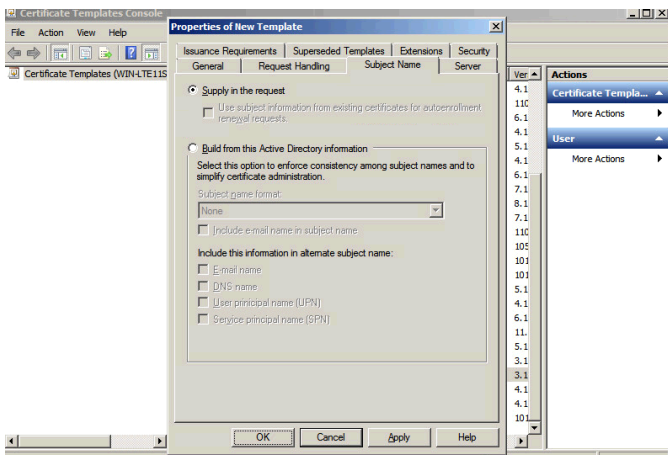 Certificate Templates Console
File Action View Help
Certificate Templates (WIN-LTE11S
Properties of New Template
Issuance Requirements Superseded Templates Extensions Security
General Request Handling Subject Name Server
Supply in the request
Use subject information from existing certificates for autoenrollment
renewal requests.
Build from this Active Directory information
Select this option to enforce consistency among subject names and to
simplify certificate administration.
Subject name format:
None
Include e-mail name in subject name
Include this information in alternate subject name:
E-mail name
DNS name
User prinicipal name (UPN)
Service principal name (SPN)
OK Cancel Apply Help
Ver
4.1
110
6.1
4.1
5.1
4.1
6.1
7.1
8.1
7.1
110
105
101
101
5.1
4.1
6.1
11.
5.1
3.1
3.1
4.1
4.1
101
Actions
Certificate Templa...
More Actions
User
More Actions